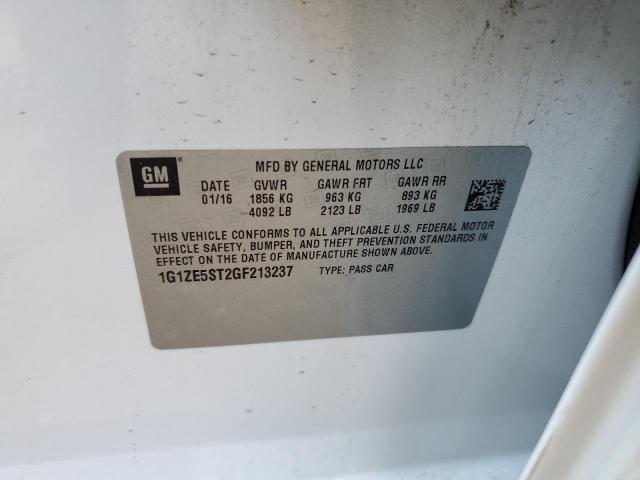 GM
MFD BY GENERAL MOTORS LLC
DATE GVWR GAWR FRT GAWR RR
01/16 1856 KG 963 KG 893 KG
4092 LB 2123 LB 1969 LB
THIS VEHICLE CONFORMS TO ALL APPLICABLE U.S. FEDERAL MOTOR
VEHICLE SAFETY, BUMPER, AND THEFT PREVENTION STANDARDS IN
EFFECT ON THE DATE OF MANUFACTURE SHOWN ABOVE.
1G1ZE5ST2GF213237 TYPE: PASS CAR